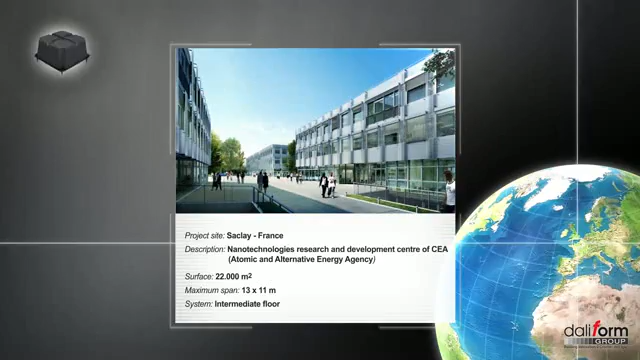 Project site: Saclay - France
Description: Nanotechnologies research and development centre of CEA
(Atomic and Alternative Energy Agency)
Surface: 22.000 m2
Maximum span: 13 x 11 m
System: Intermediate floor
daliform
GROUP